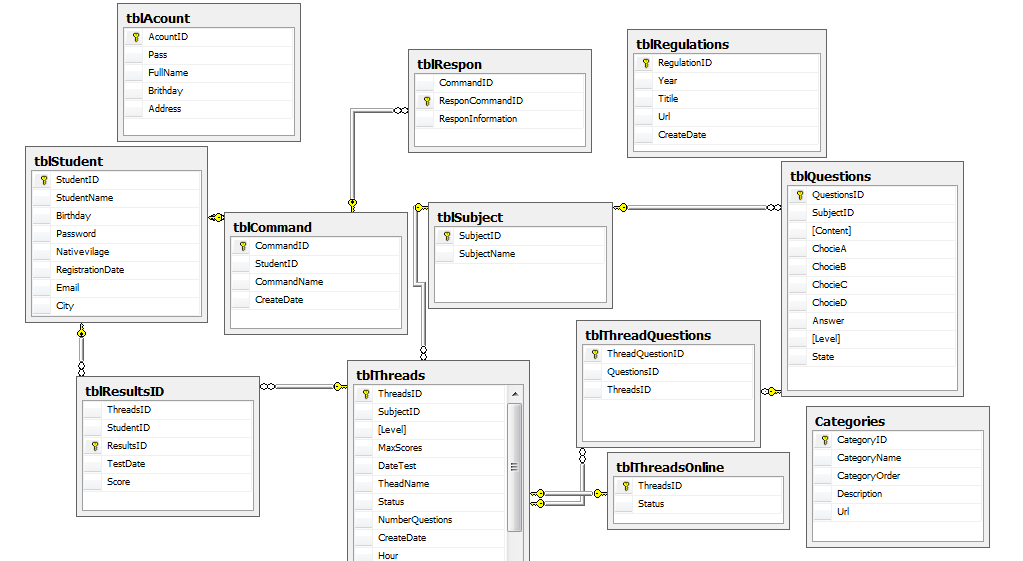 tblAcount
AcountID
Pass
FullName
Brithday
Address
tblRespon
CommandID
ResponCommandID
ResponInformation
tblRegulations
RegulationID
Year
Titile
Url
CreateDate
tblStudent
StudentID
StudentName
Birthday
Password
Nativevilage
RegistrationDate
Email
City
tblCommand
CommandID
StudentID
CommandName
CreateDate
tblSubject
SubjectID
SubjectName
tblQuestions
QuestionsID
SubjectID
[Content]
ChocieA
ChocieB
ChocieC
ChocieD
Answer
[Level]
State
tblThreadQuestions
ThreadQuestionID
QuestionsID
ThreadsID
tblResultsID
ThreadsID
StudentID
ResultsID
TestDate
Score
tblThreads
ThreadsID
SubjectID
[Level]
MaxScores
DateTest
TheadName
Status
NumberQuestions
CreateDate
Hour
tblThreadsOnline
ThreadsID
Status
Categories
CategoryID
CategoryName
CategoryOrder
Description
Url